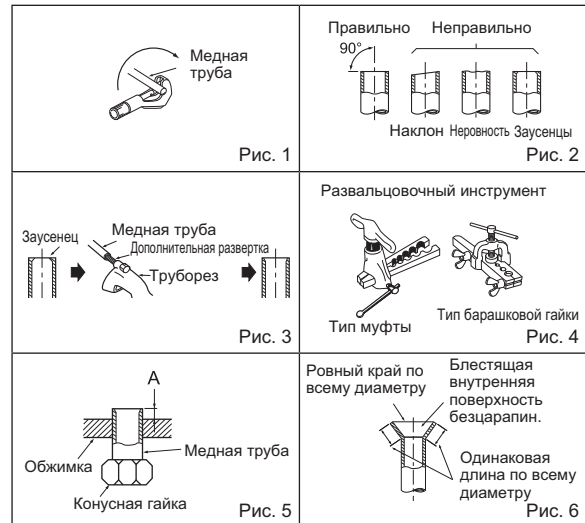 Медная
труба
Рис. 1
Правильно
Неправильно
90°
Наклон
Неровность
Заусенцы
Рис. 2
Заусенец
Медная труба
Дополнительная развертка
Труборез
Рис. 3
Развальцовочный инструмент
Тип муфты
Тип барашковой гайки
Рис. 4
A
Обжимка
Медная труба
Конусная гайка
Рис. 5
Ровный край по
всему диаметру
Блестящая
внутренняя
поверхность
безцарапин.
Одинаковая
длина по всему
диаметру
Рис. 6